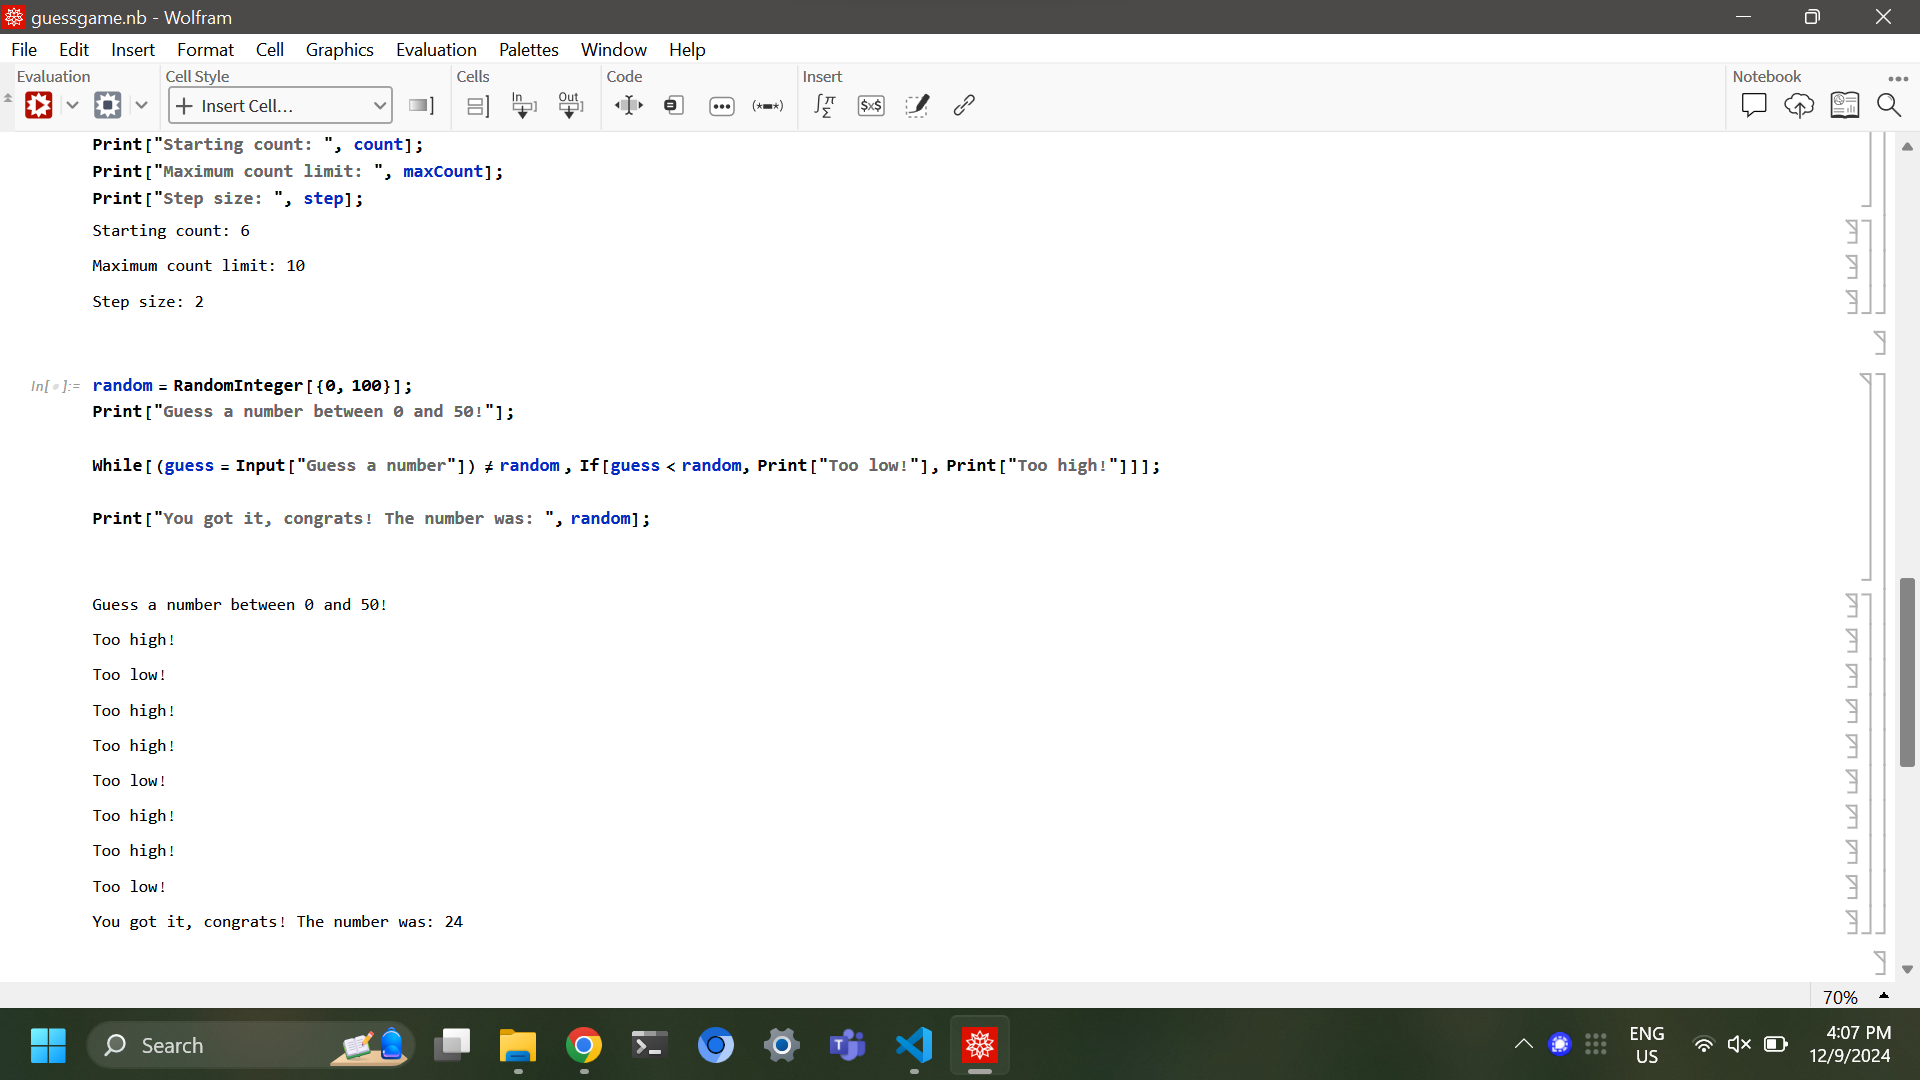 guessgame.nb - Wolfram
File Edit Insert Format Cell Graphics Evaluation Palettes Window Help
Evaluation Cell Style Cells Code Insert Notebook
Insert Cell... In Out (*▪▪*) $x$
Print["Starting count: ", count];
Print["Maximum count limit: ", maxCount];
Print["Step size: ", step];
Starting count: 6
Maximum count limit: 10
Step size: 2
In[ ]:= random = RandomInteger[{0, 100}];
Print["Guess a number between 0 and 50!"];
While[(guess = Input["Guess a number"]) ≠ random, If[guess < random, Print["Too low!"], Print["Too high!"]]];
Print["You got it, congrats! The number was: ", random];
Guess a number between 0 and 50!
Too high!
Too low!
Too high!
Too high!
Too low!
Too high!
Too high!
Too low!
You got it, congrats! The number was: 24
70%
Search
ENG
US
4:07 PM
12/9/2024